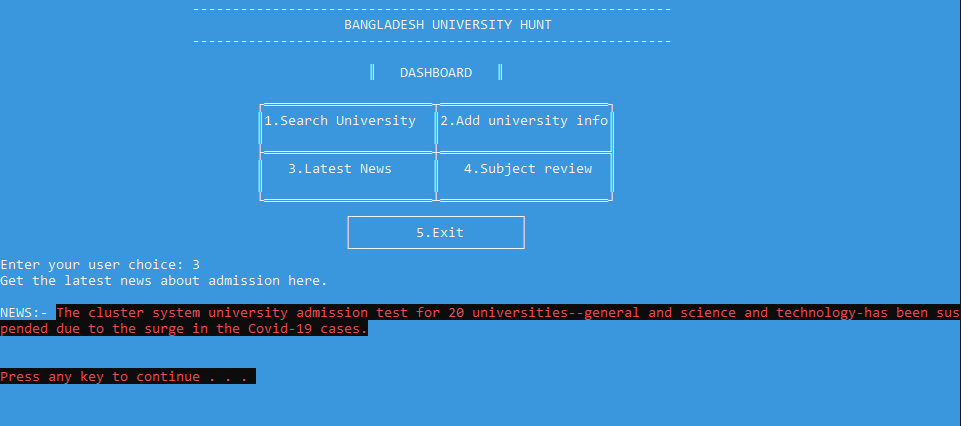 BANGLADESH UNIVERSITY HUNT
DASHBOARD
1.Search University 2.Add university info
3.Latest News 4.Subject review
5.Exit
Enter your user choice: 3
Get the latest news about admission here.
NEWS:- The cluster system university admission test for 20 universities--general and science and technology-has been sus
pended due to the surge in the Covid-19 cases.
Press any key to continue . . .